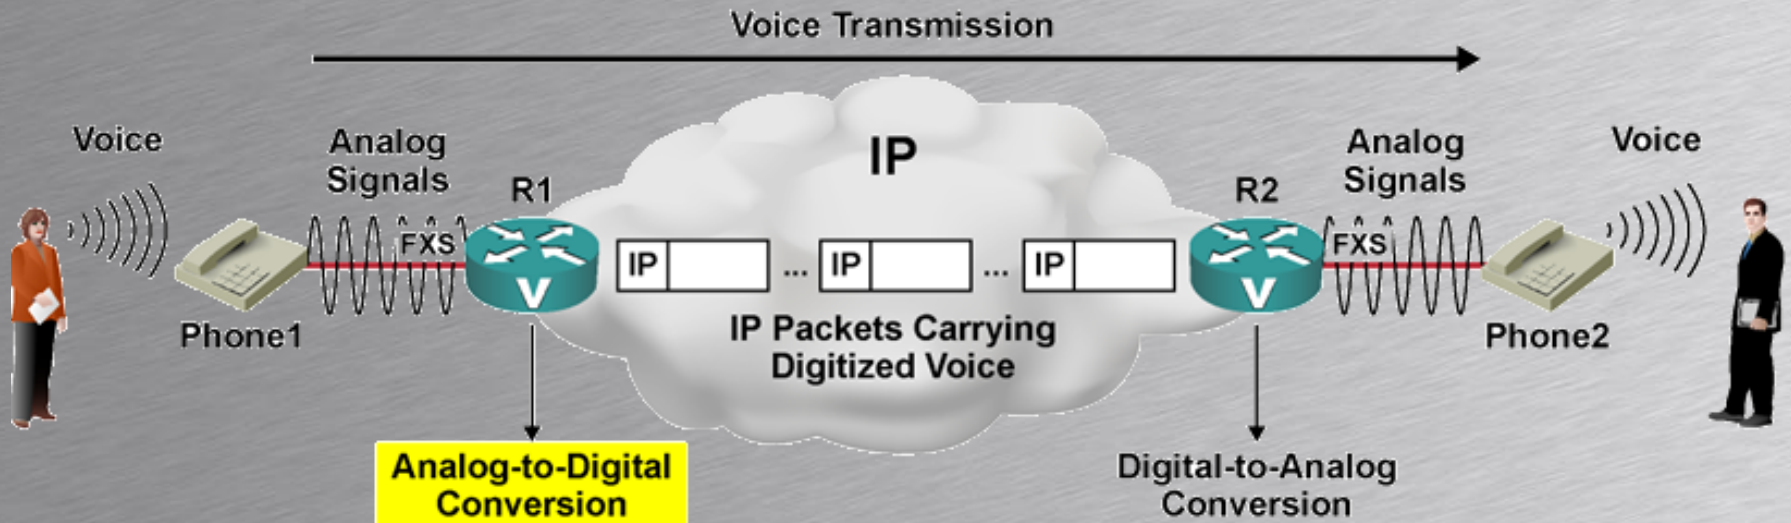 Voice Transmission
Voice
Analog
Signals
R1
IP
R2
Analog
Signals
Voice
FXS
V
IP
...
IP
...
IP
V
FXS
Phone1
IP Packets Carrying
Digitized Voice
Phone2
Analog-to-Digital
Conversion
Digital-to-Analog
Conversion